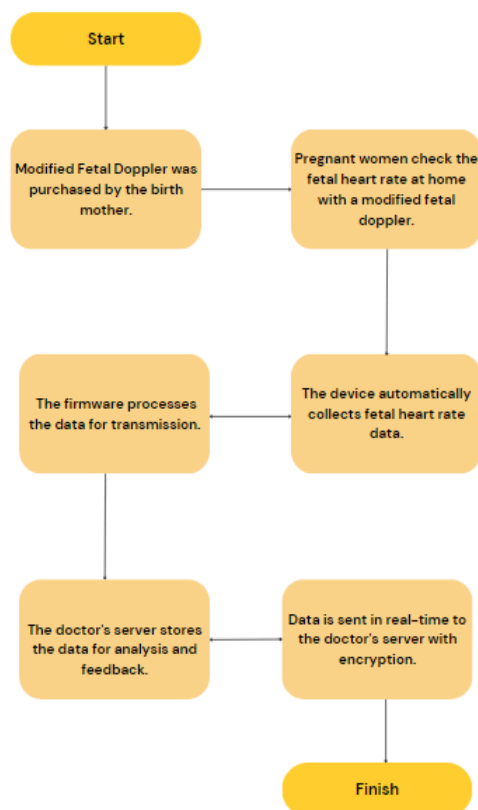 Start
Modified Fetal Doppler was
purchased by the birth
mother.
Pregnant women check the
fetal heart rate at home
with a modified fetal
doppler.
The firmware processes
the data for transmission.
The device automatically
collects fetal heart rate
data.
The doctor's server stores
the data for analysis and
feedback.
Data is sent in real-time to
the doctor's server with
encryption.
Finish